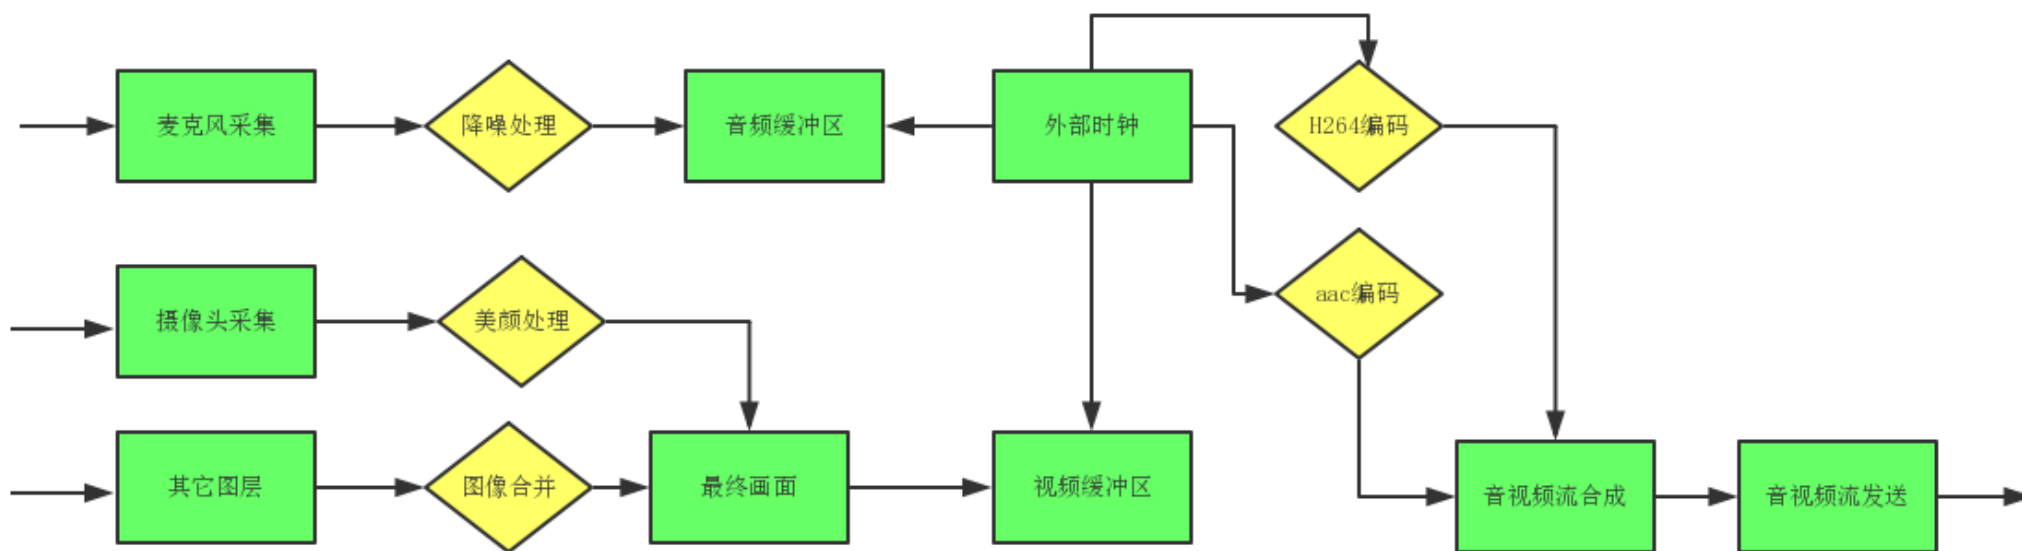 麦克风采集
降噪处理
音频缓冲区
外部时钟
H264编码
摄像头采集
美颜处理
aac编码
其它图层
图像合并
最终画面
视频缓冲区
音视频流合成
音视频流发送